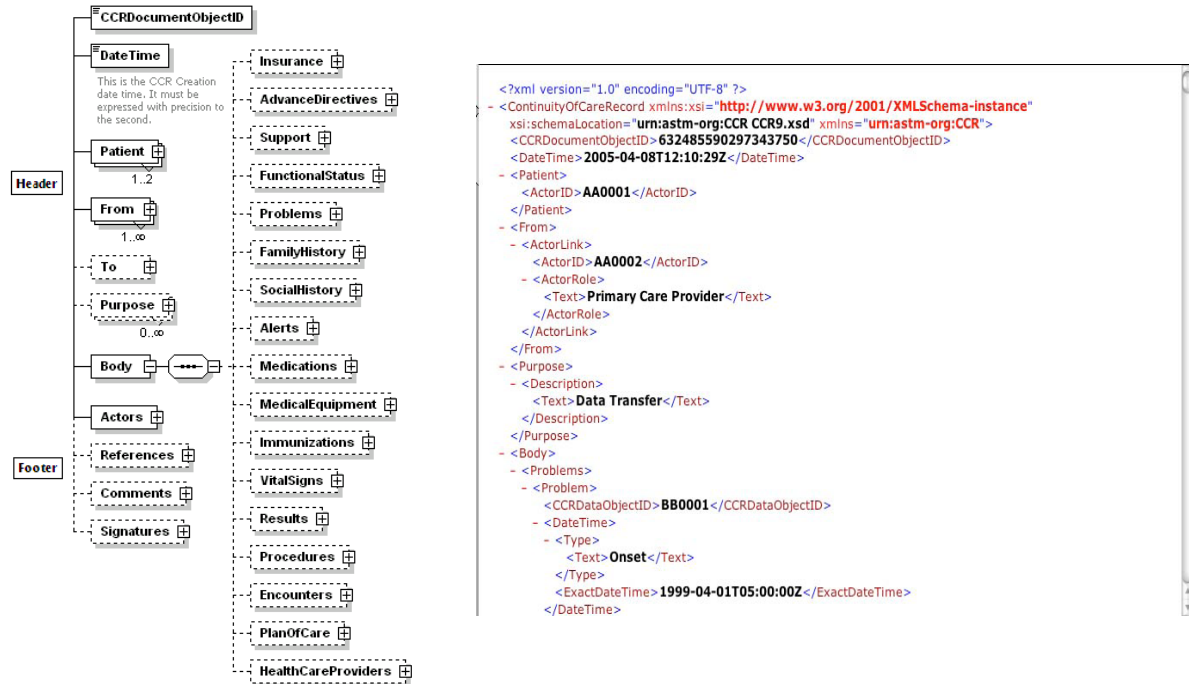 CCRDocumentObjectID
DateTime
This is the CCR Creation
date time. It must be
expressed with precision to
the second.
Patient
1..2
Header
From
1..∞
To
Purpose
0..∞
Body
Actors
References
Footer
Comments
Signatures
Insurance
AdvanceDirectives
Support
FunctionalStatus
Problems
FamilyHistory
SocialHistory
Alerts
Medications
MedicalEquipment
Immunizations
VitalSigns
Results
Procedures
Encounters
PlanOfCare
HealthCareProviders
<?xml version="1.0" encoding="UTF-8" ?>
- <ContinuityOfCareRecord xmlns:xsi="http://www.w3.org/2001/XMLSchema-instance"
xsi:schemaLocation="urn:astm-org:CCR CCR9.xsd" xmlns="urn:astm-org:CCR">
<CCRDocumentObjectID>632485590297343750</CCRDocumentObjectID>
<DateTime>2005-04-08T12:10:29Z</DateTime>
- <Patient>
<ActorID>AA0001</ActorID>
</Patient>
- <From>
- <ActorLink>
<ActorID>AA0002</ActorID>
- <ActorRole>
<Text>Primary Care Provider</Text>
</ActorRole>
</ActorLink>
</From>
- <Purpose>
- <Description>
<Text>Data Transfer</Text>
</Description>
</Purpose>
- <Body>
- <Problems>
- <Problem>
<CCRDataObjectID>BB0001</CCRDataObjectID>
- <DateTime>
- <Type>
<Text>Onset</Text>
</Type>
<ExactDateTime>1999-04-01T05:00:00Z</ExactDateTime>
</DateTime>